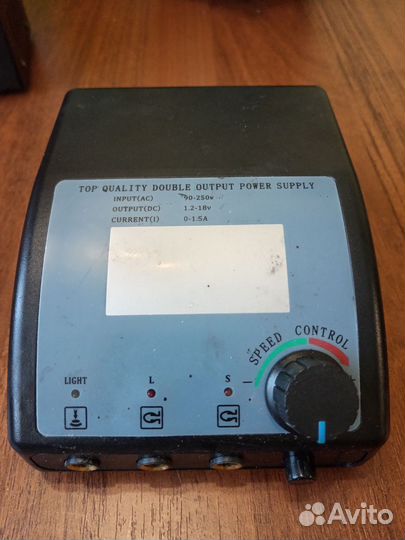 TOP QUALITY DOUBLE OUTPUT POWER SUPPLY
INPUT(AC) 90-250v
OUTPUT(DC) 1.2-18v
CURRENT(I) 0-1.5A
SPEED CONTROL
LIGHT L S
Avito